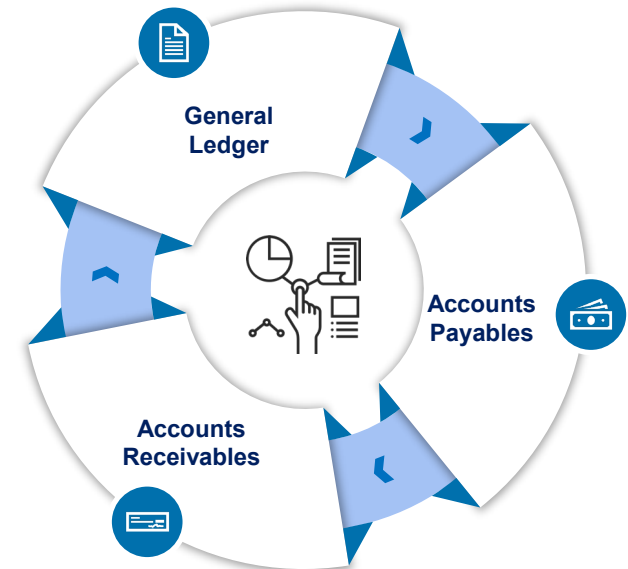 General
Ledger
Accounts
Payables
Accounts
Receivables